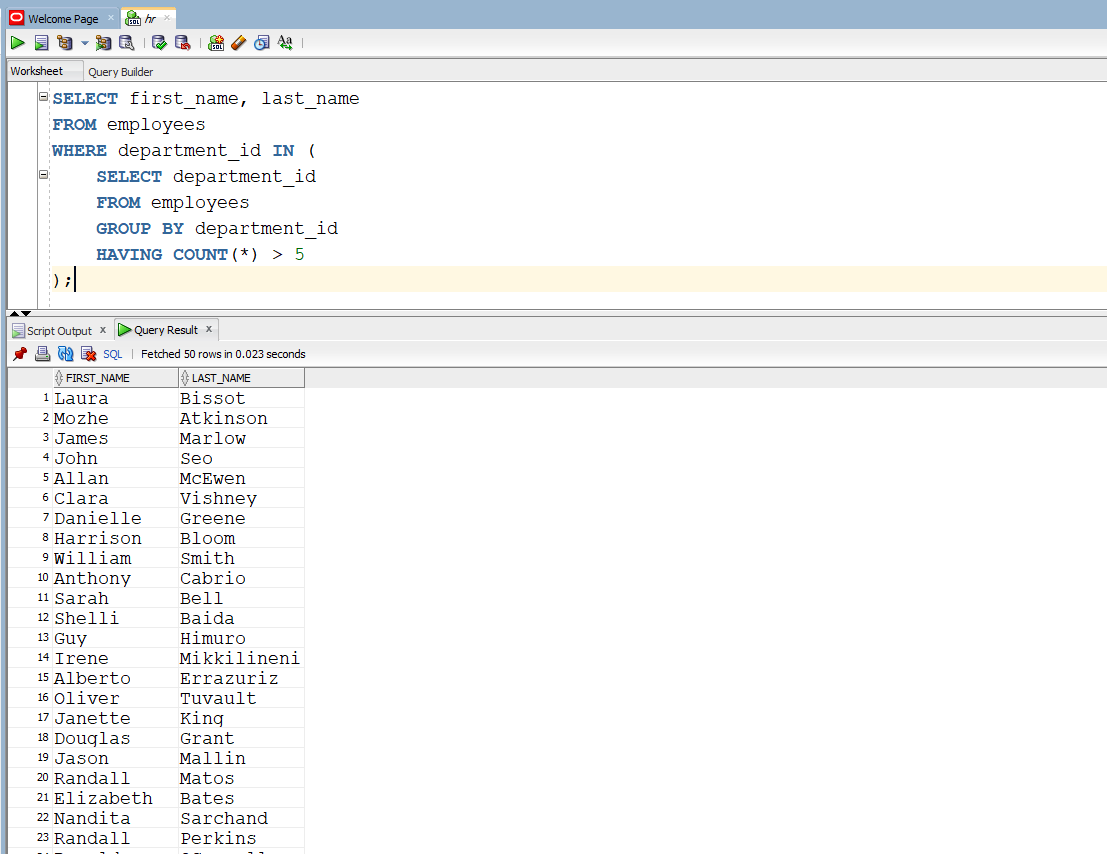 Welcome Page
hr
Worksheet Query Builder
SELECT first_name, last_name
FROM employees
WHERE department_id IN (
SELECT department_id
FROM employees
GROUP BY department_id
HAVING COUNT(*) > 5
);
Script Output x Query Result x
SQL | Fetched 50 rows in 0.023 seconds
FIRST_NAME LAST_NAME
1 Laura Bissot
2 Mozhe Atkinson
3 James Marlow
4 John Seo
5 Allan McEwen
6 Clara Vishney
7 Danielle Greene
8 Harrison Bloom
9 William Smith
10 Anthony Cabrio
11 Sarah Bell
12 Shelli Baida
13 Guy Himuro
14 Irene Mikkilineni
15 Alberto Errazuriz
16 Oliver Tuvault
17 Janette King
18 Douglas Grant
19 Jason Mallin
20 Randall Matos
21 Elizabeth Bates
22 Nandita Sarchand
23 Randall Perkins